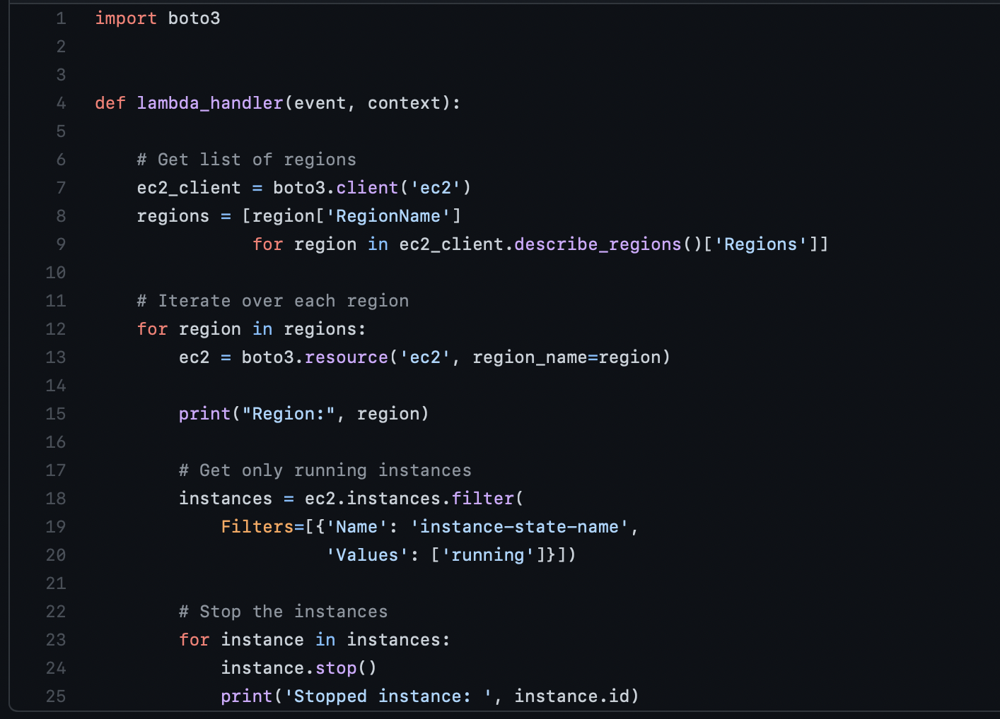 1 import boto3
2
3
4 def lambda_handler(event, context):
5
6     # Get list of regions
7     ec2_client = boto3.client('ec2')
8     regions = [region['RegionName']
9                for region in ec2_client.describe_regions()['Regions']]
10
11     # Iterate over each region
12     for region in regions:
13         ec2 = boto3.resource('ec2', region_name=region)
14
15         print("Region:", region)
16
17         # Get only running instances
18         instances = ec2.instances.filter(
19             Filters=[{'Name': 'instance-state-name',
20                       'Values': ['running']}])
21
22         # Stop the instances
23         for instance in instances:
24             instance.stop()
25             print('Stopped instance: ', instance.id)